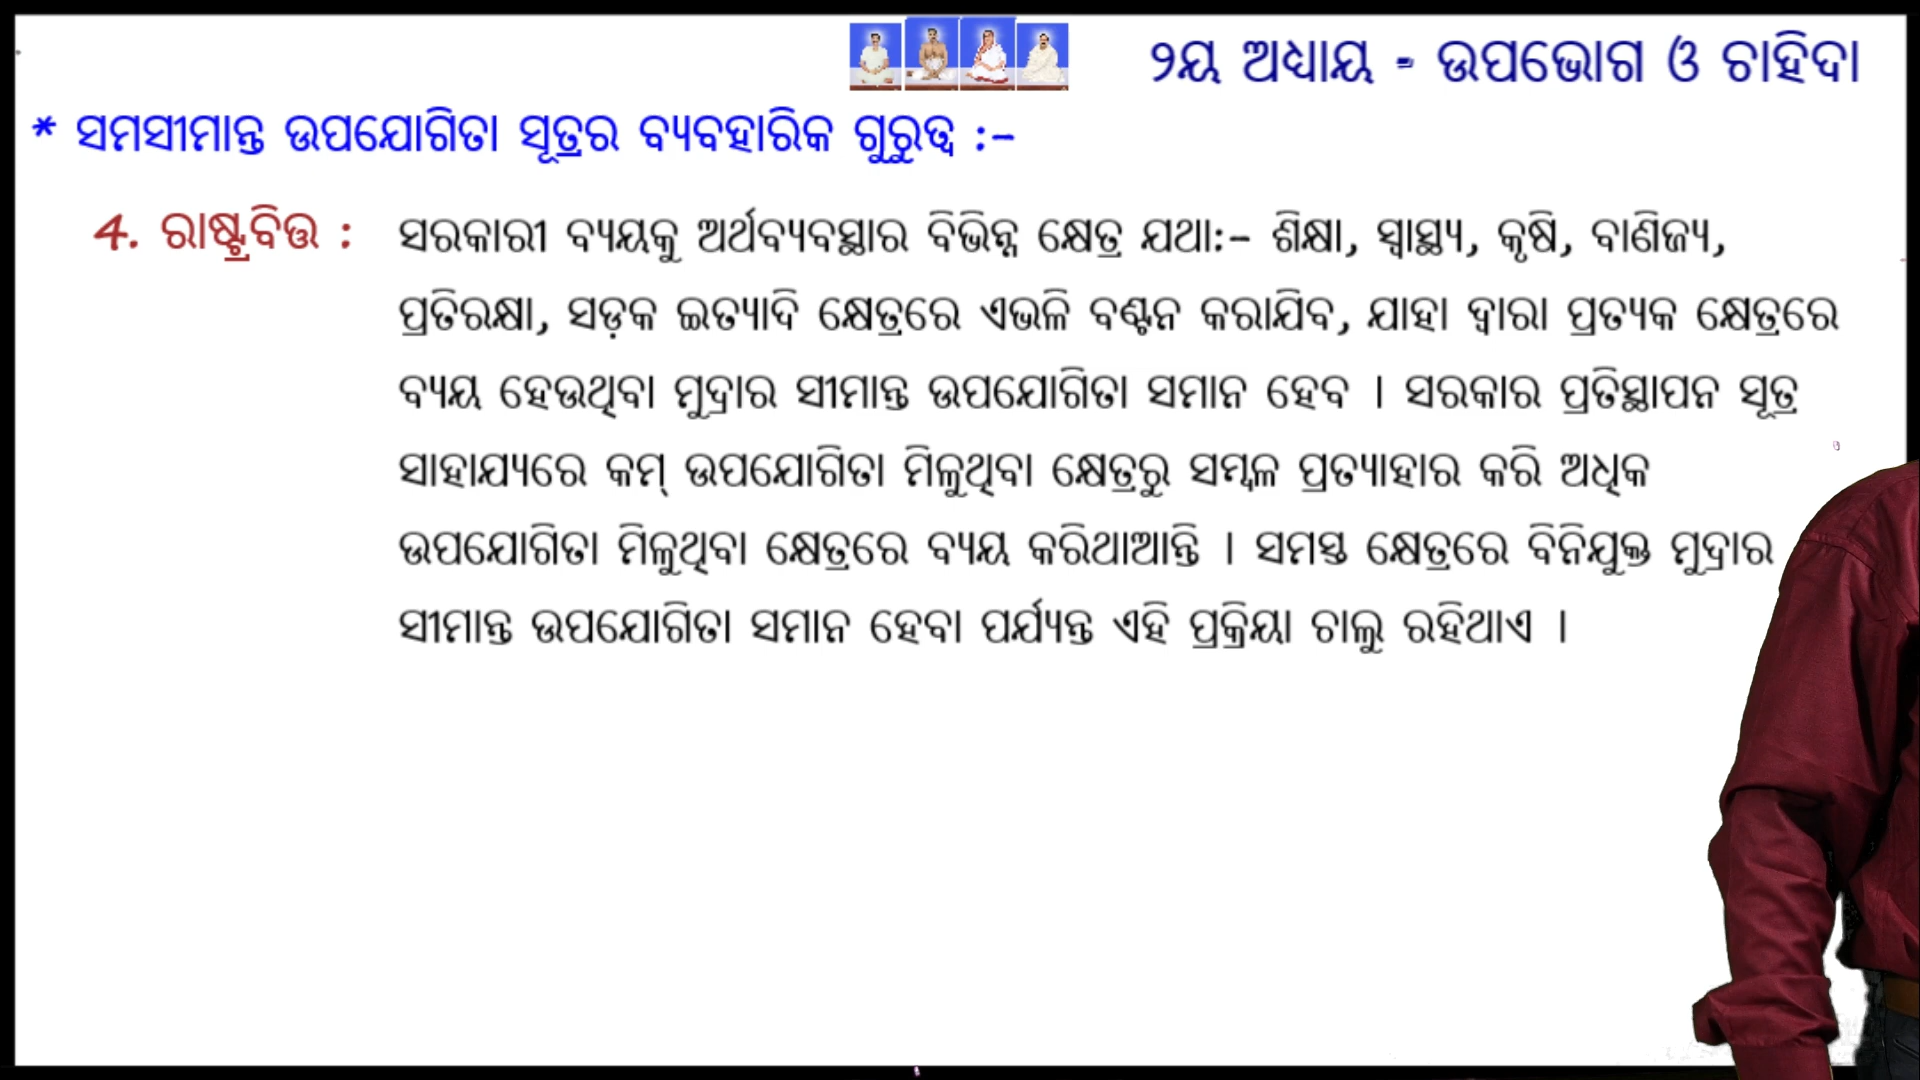 ୨ୟ ଅଧ୍ୟାୟ - ଉପଭୋଗ ଓ ଚାହିଦା
* ସମସୀମାନ୍ତ ଉପଯୋଗିତା ସୂତ୍ରର ବ୍ୟବହାରିକ ଗୁରୁତ୍ୱ :-
4. ରାଷ୍ଟ୍ରବିତ୍ତ : ସରକାରୀ ବ୍ୟୟକୁ ଅର୍ଥବ୍ୟବସ୍ଥାର ବିଭିନ୍ନ କ୍ଷେତ୍ର ଯଥା:- ଶିକ୍ଷା, ସ୍ୱାସ୍ଥ୍ୟ, କୃଷି, ବାଣିଜ୍ୟ,
ପ୍ରତିରକ୍ଷା, ସଡ଼କ ଇତ୍ୟାଦି କ୍ଷେତ୍ରରେ ଏଭଳି ବଣ୍ଟନ କରାଯିବ, ଯାହା ଦ୍ୱାରା ପ୍ରତ୍ୟକ କ୍ଷେତ୍ରରେ
ବ୍ୟୟ ହେଉଥିବା ମୁଦ୍ରାର ସୀମାନ୍ତ ଉପଯୋଗିତା ସମାନ ହେବ । ସରକାର ପ୍ରତିସ୍ଥାପନ ସୂତ୍ର
ସାହାଯ୍ୟରେ କମ୍ ଉପଯୋଗିତା ମିଳୁଥିବା କ୍ଷେତ୍ରରୁ ସମ୍ବଳ ପ୍ରତ୍ୟାହାର କରି ଅଧିକ
ଉପଯୋଗିତା ମିଳୁଥିବା କ୍ଷେତ୍ରରେ ବ୍ୟୟ କରିଥାଆନ୍ତି । ସମସ୍ତ କ୍ଷେତ୍ରରେ ବିନିଯୁକ୍ତ ମୁଦ୍ରାର
ସୀମାନ୍ତ ଉପଯୋଗିତା ସମାନ ହେବା ପର୍ଯ୍ୟନ୍ତ ଏହି ପ୍ରକ୍ରିୟା ଚାଲୁ ରହିଥାଏ ।